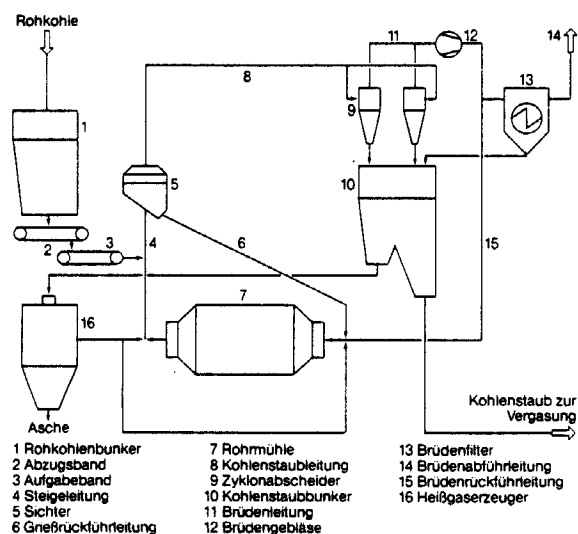 Rohkohle
11
12
14
8
13
1
9
5
10
2
3
4
6
15
7
16
Asche
Kohlenstaub zur
Vergasung
1 Rohkohlenbunker
2 Abzugsband
3 Aufgabeband
4 Steigeleitung
5 Sichter
6 Grießrückführleitung
7 Rohrmühle
8 Kohlenstaubleitung
9 Zyklonabscheider
10 Kohlenstaubbunker
11 Brüdenleitung
12 Brüdengebläse
13 Brüdenfilter
14 Brüdenabführleitung
15 Brüdenrückführleitung
16 Heißgaserzeuger